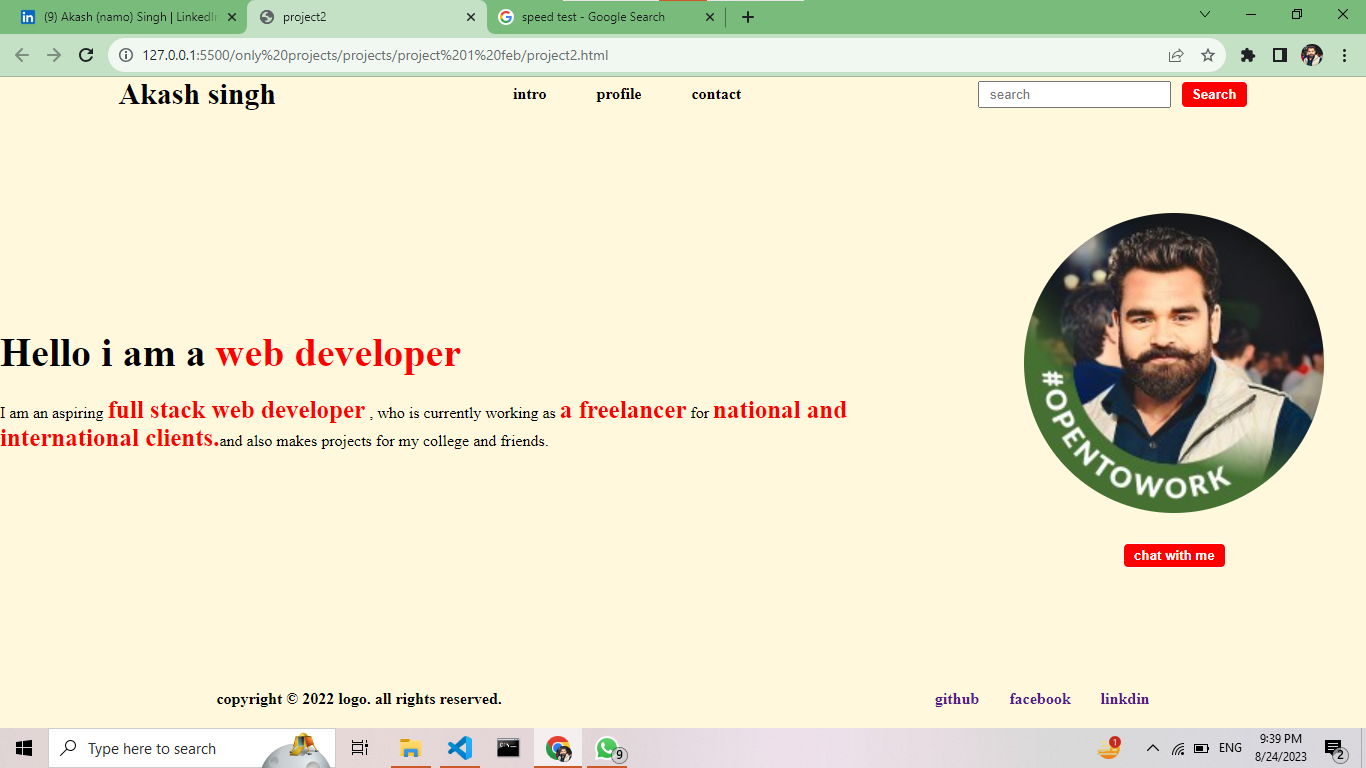 (9) Akash (namo) Singh | LinkedIn
project2
speed test - Google Search
127.0.0.1:5500/only%20projects/projects/project%201%20feb/project2.html
Akash singh
intro
profile
contact
search
Search
Hello i am a web developer
I am an aspiring full stack web developer , who is currently working as a freelancer for national and
international clients.and also makes projects for my college and friends.
#OPENTOWORK
chat with me
copyright © 2022 logo. all rights reserved.
github
facebook
linkdin
Type here to search
9
1
ENG
9:39 PM
8/24/2023
2